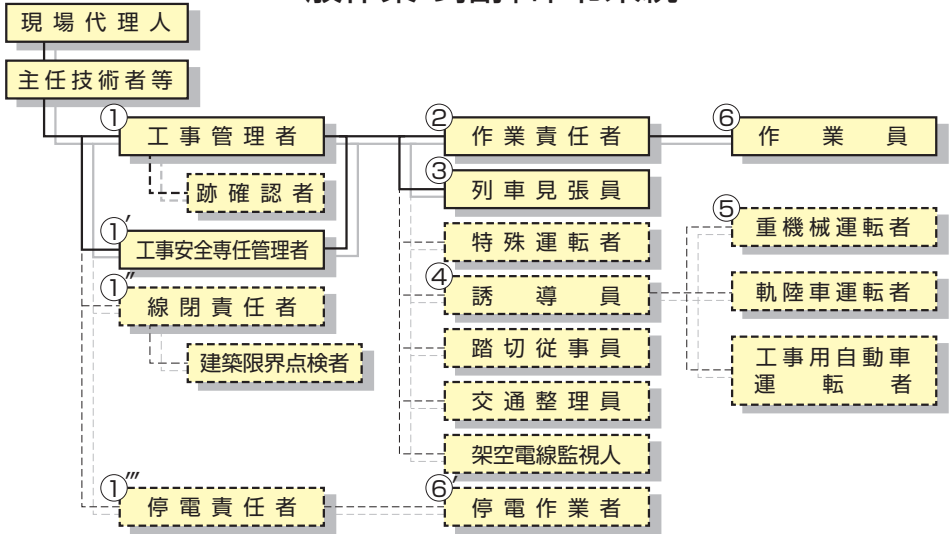 現場代理人
主任技術者等
① 工事管理者
跡確認者
①′ 工事安全専任管理者
①″ 線閉責任者
建築限界点検者
①‴ 停電責任者
② 作業責任者
③ 列車見張員
特殊運転者
④ 誘導員
踏切従事員
交通整理員
架空電線監視人
⑥′ 停電作業者
⑥ 作業員
⑤ 重機械運転者
軌陸車運転者
工事用自動車
運転者